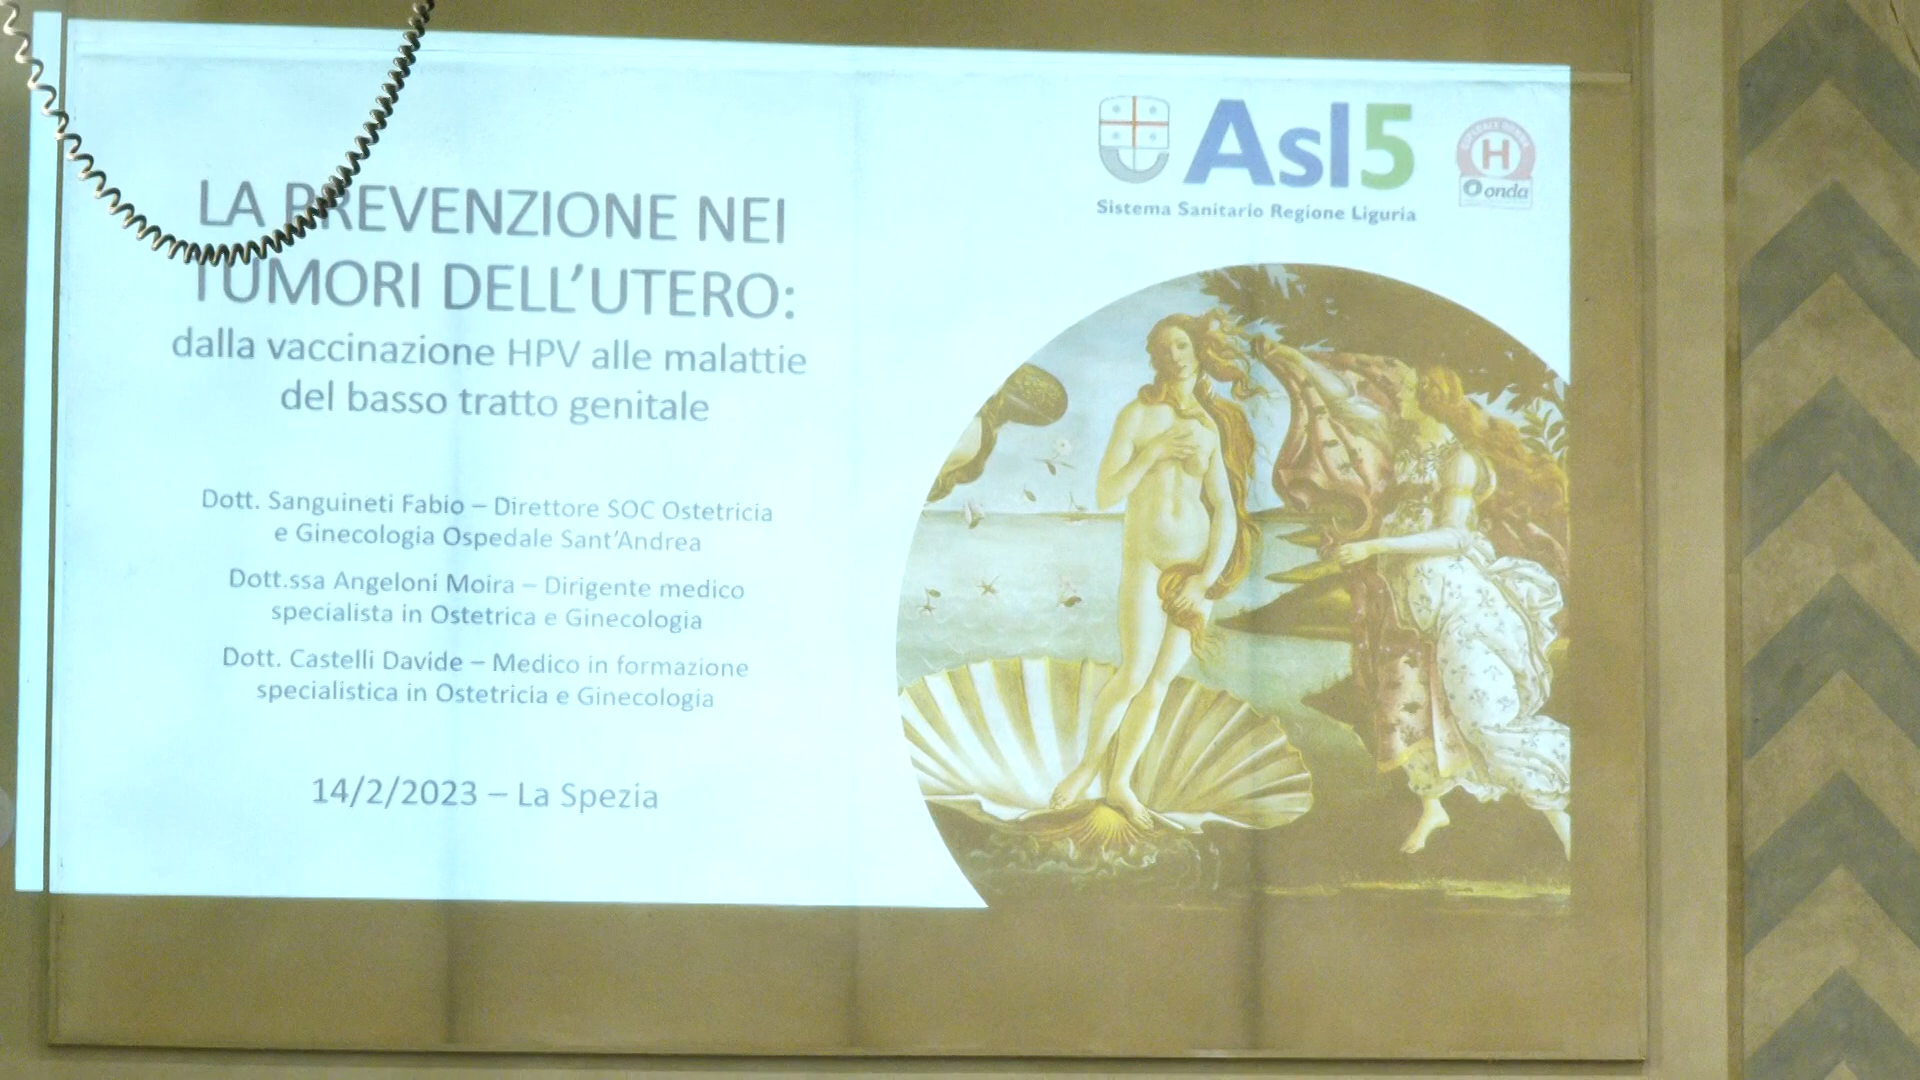 LA PREVENZIONE NEI
TUMORI DELL'UTERO:
dalla vaccinazione HPV alle malattie
del basso tratto genitale
Dott. Sanguineti Fabio – Direttore SOC Ostetricia
e Ginecologia Ospedale Sant'Andrea
Dott.ssa Angeloni Moira – Dirigente medico
specialista in Ostetrica e Ginecologia
Dott. Castelli Davide – Medico in formazione
specialistica in Ostetricia e Ginecologia
14/2/2023 – La Spezia
Asl5
Sistema Sanitario Regione Liguria
H
Oonda